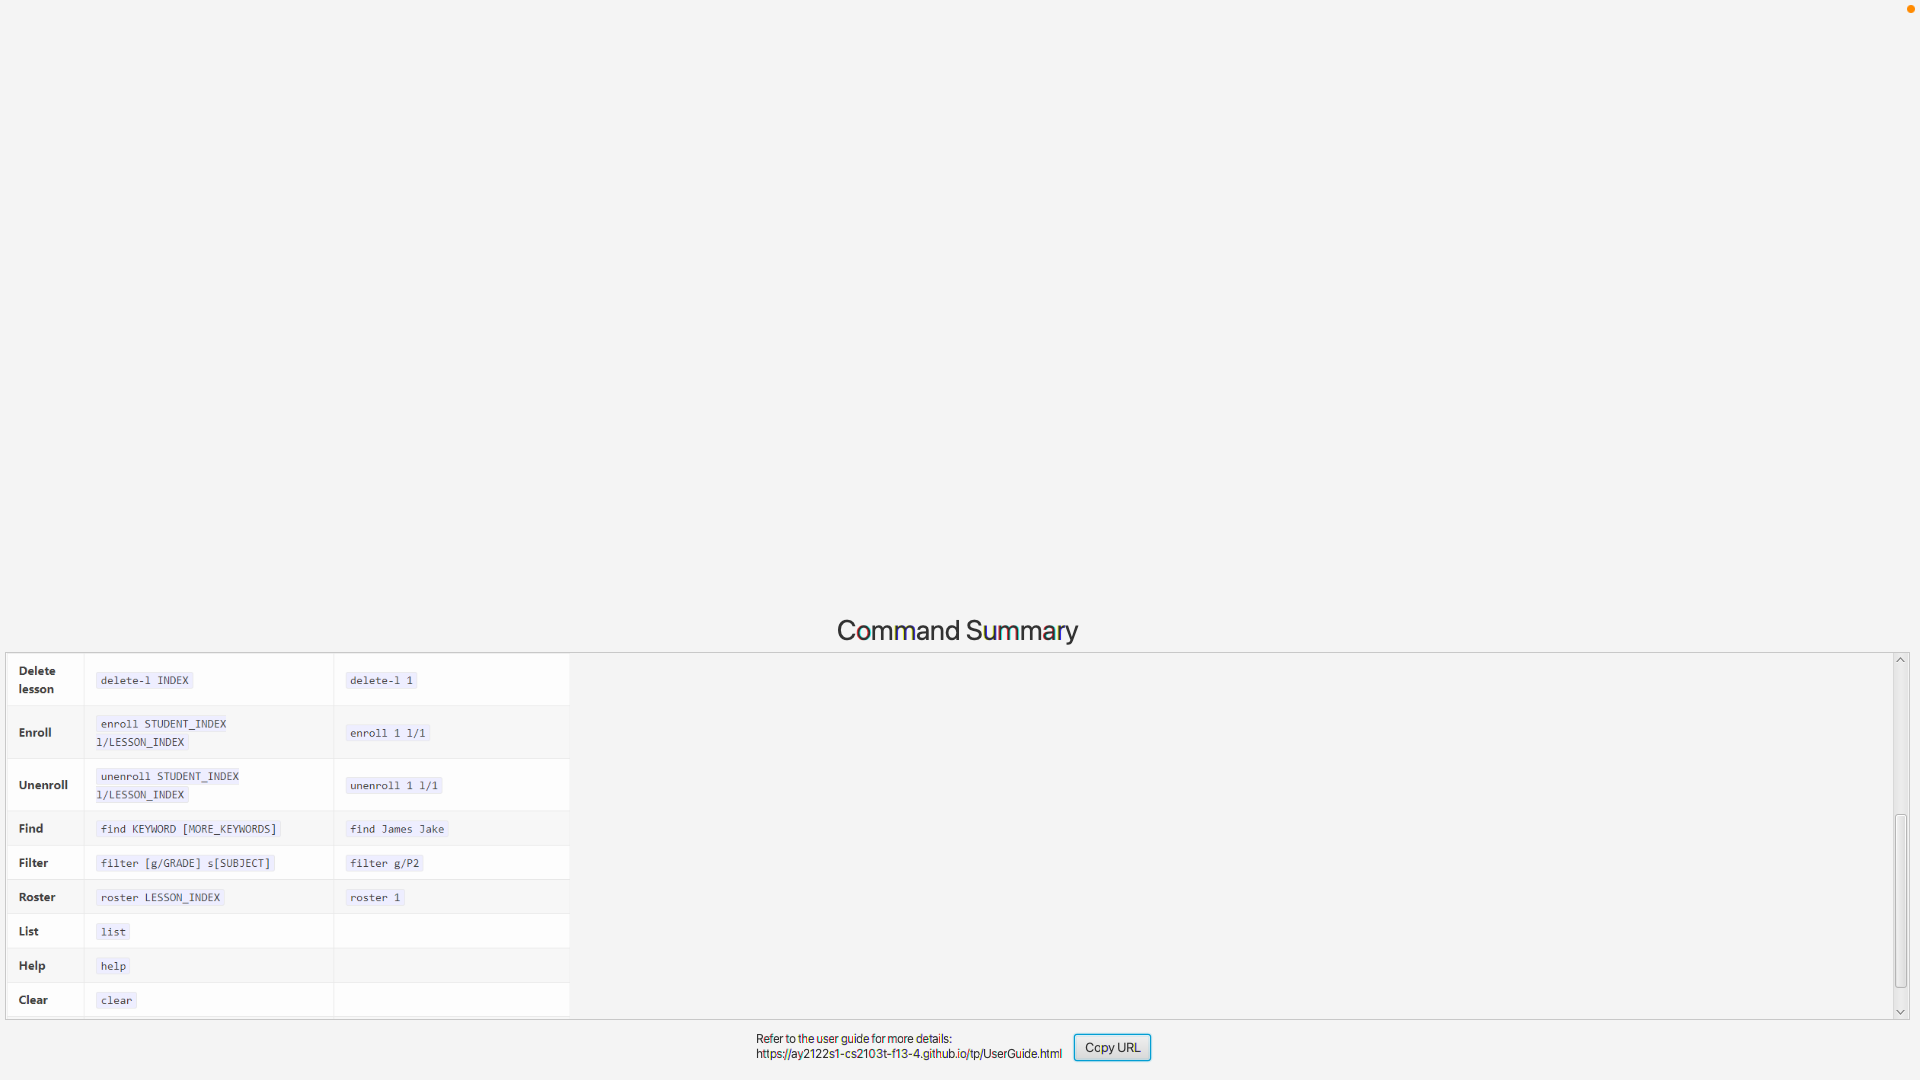 Command Summary
Delete
lesson
delete-l INDEX
delete-l 1
Enroll
enroll STUDENT_INDEX
l/LESSON_INDEX
enroll 1 l/1
Unenroll
unenroll STUDENT_INDEX
l/LESSON_INDEX
unenroll 1 l/1
Find
find KEYWORD [MORE_KEYWORDS]
find James Jake
Filter
filter [g/GRADE] s[SUBJECT]
filter g/P2
Roster
roster LESSON_INDEX
roster 1
List
list
Help
help
Clear
clear
Refer to the user guide for more details:
https://ay2122s1-cs2103t-f13-4.github.io/tp/UserGuide.html
Copy URL